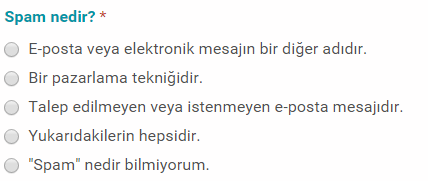 Spam nedir? *
E-posta veya elektronik mesajın bir diğer adıdır.
Bir pazarlama tekniğidir.
Talep edilmeyen veya istenmeyen e-posta mesajıdır.
Yukarıdakilerin hepsidir.
"Spam" nedir bilmiyorum.